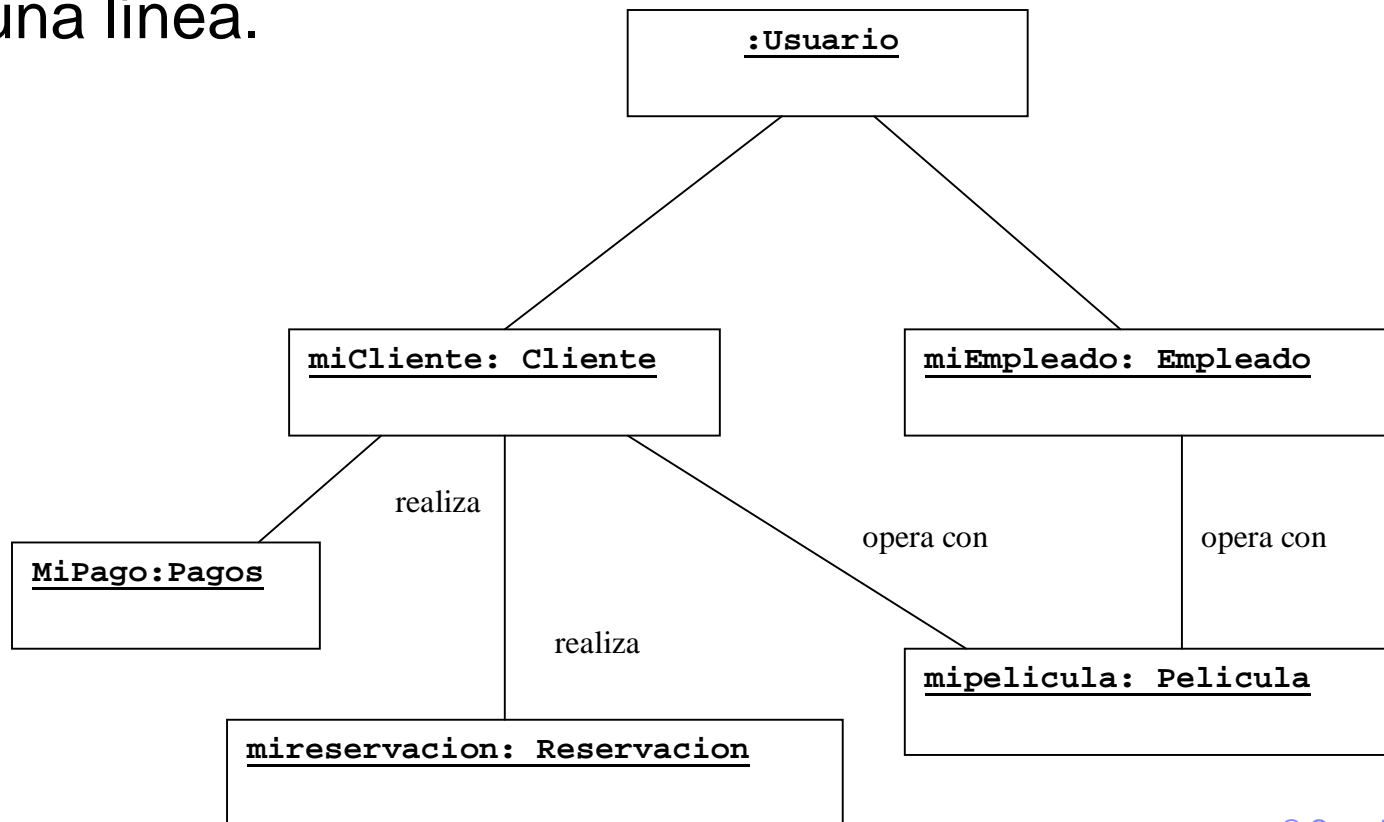 una línea.
:Usuario
miCliente: Cliente
miEmpleado: Empleado
realiza
opera con
opera con
MiPago:Pagos
realiza
mipelicula: Pelicula
mireservacion: Reservacion